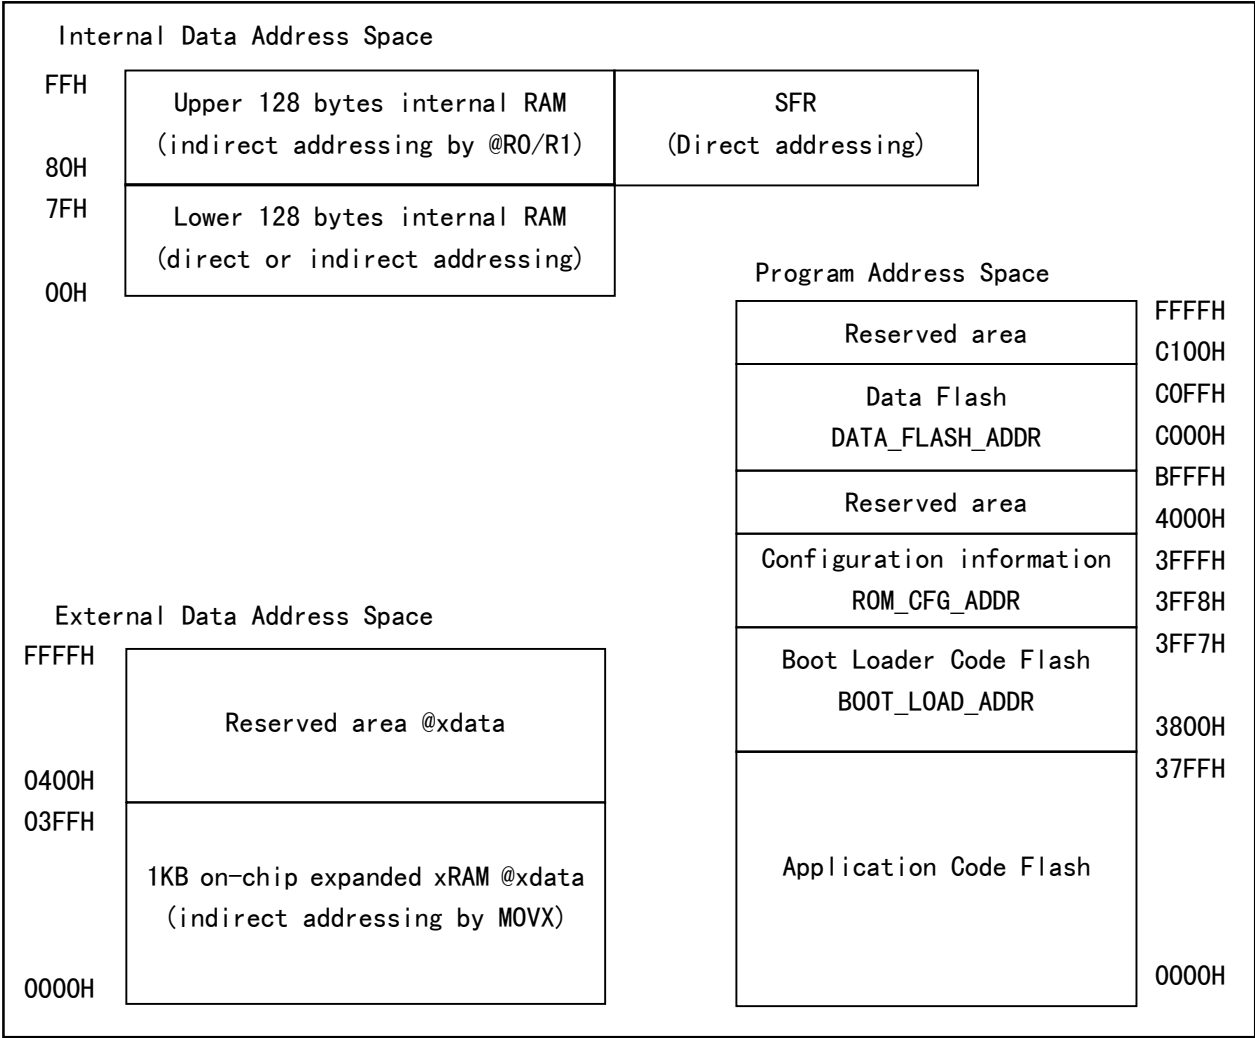 Internal Data Address Space
FFH
Upper 128 bytes internal RAM
(indirect addressing by @R0/R1)
80H
SFR
(Direct addressing)
7FH
Lower 128 bytes internal RAM
(direct or indirect addressing)
00H
Program Address Space
FFFFH
Reserved area
C100H
C0FFH
Data Flash
DATA_FLASH_ADDR
C000H
BFFFH
Reserved area
4000H
3FFFH
Configuration information
ROM_CFG_ADDR
3FF8H
3FF7H
Boot Loader Code Flash
BOOT_LOAD_ADDR
3800H
37FFH
Application Code Flash
0000H
External Data Address Space
FFFFH
Reserved area @xdata
0400H
03FFH
1KB on-chip expanded xRAM @xdata
(indirect addressing by MOVX)
0000H